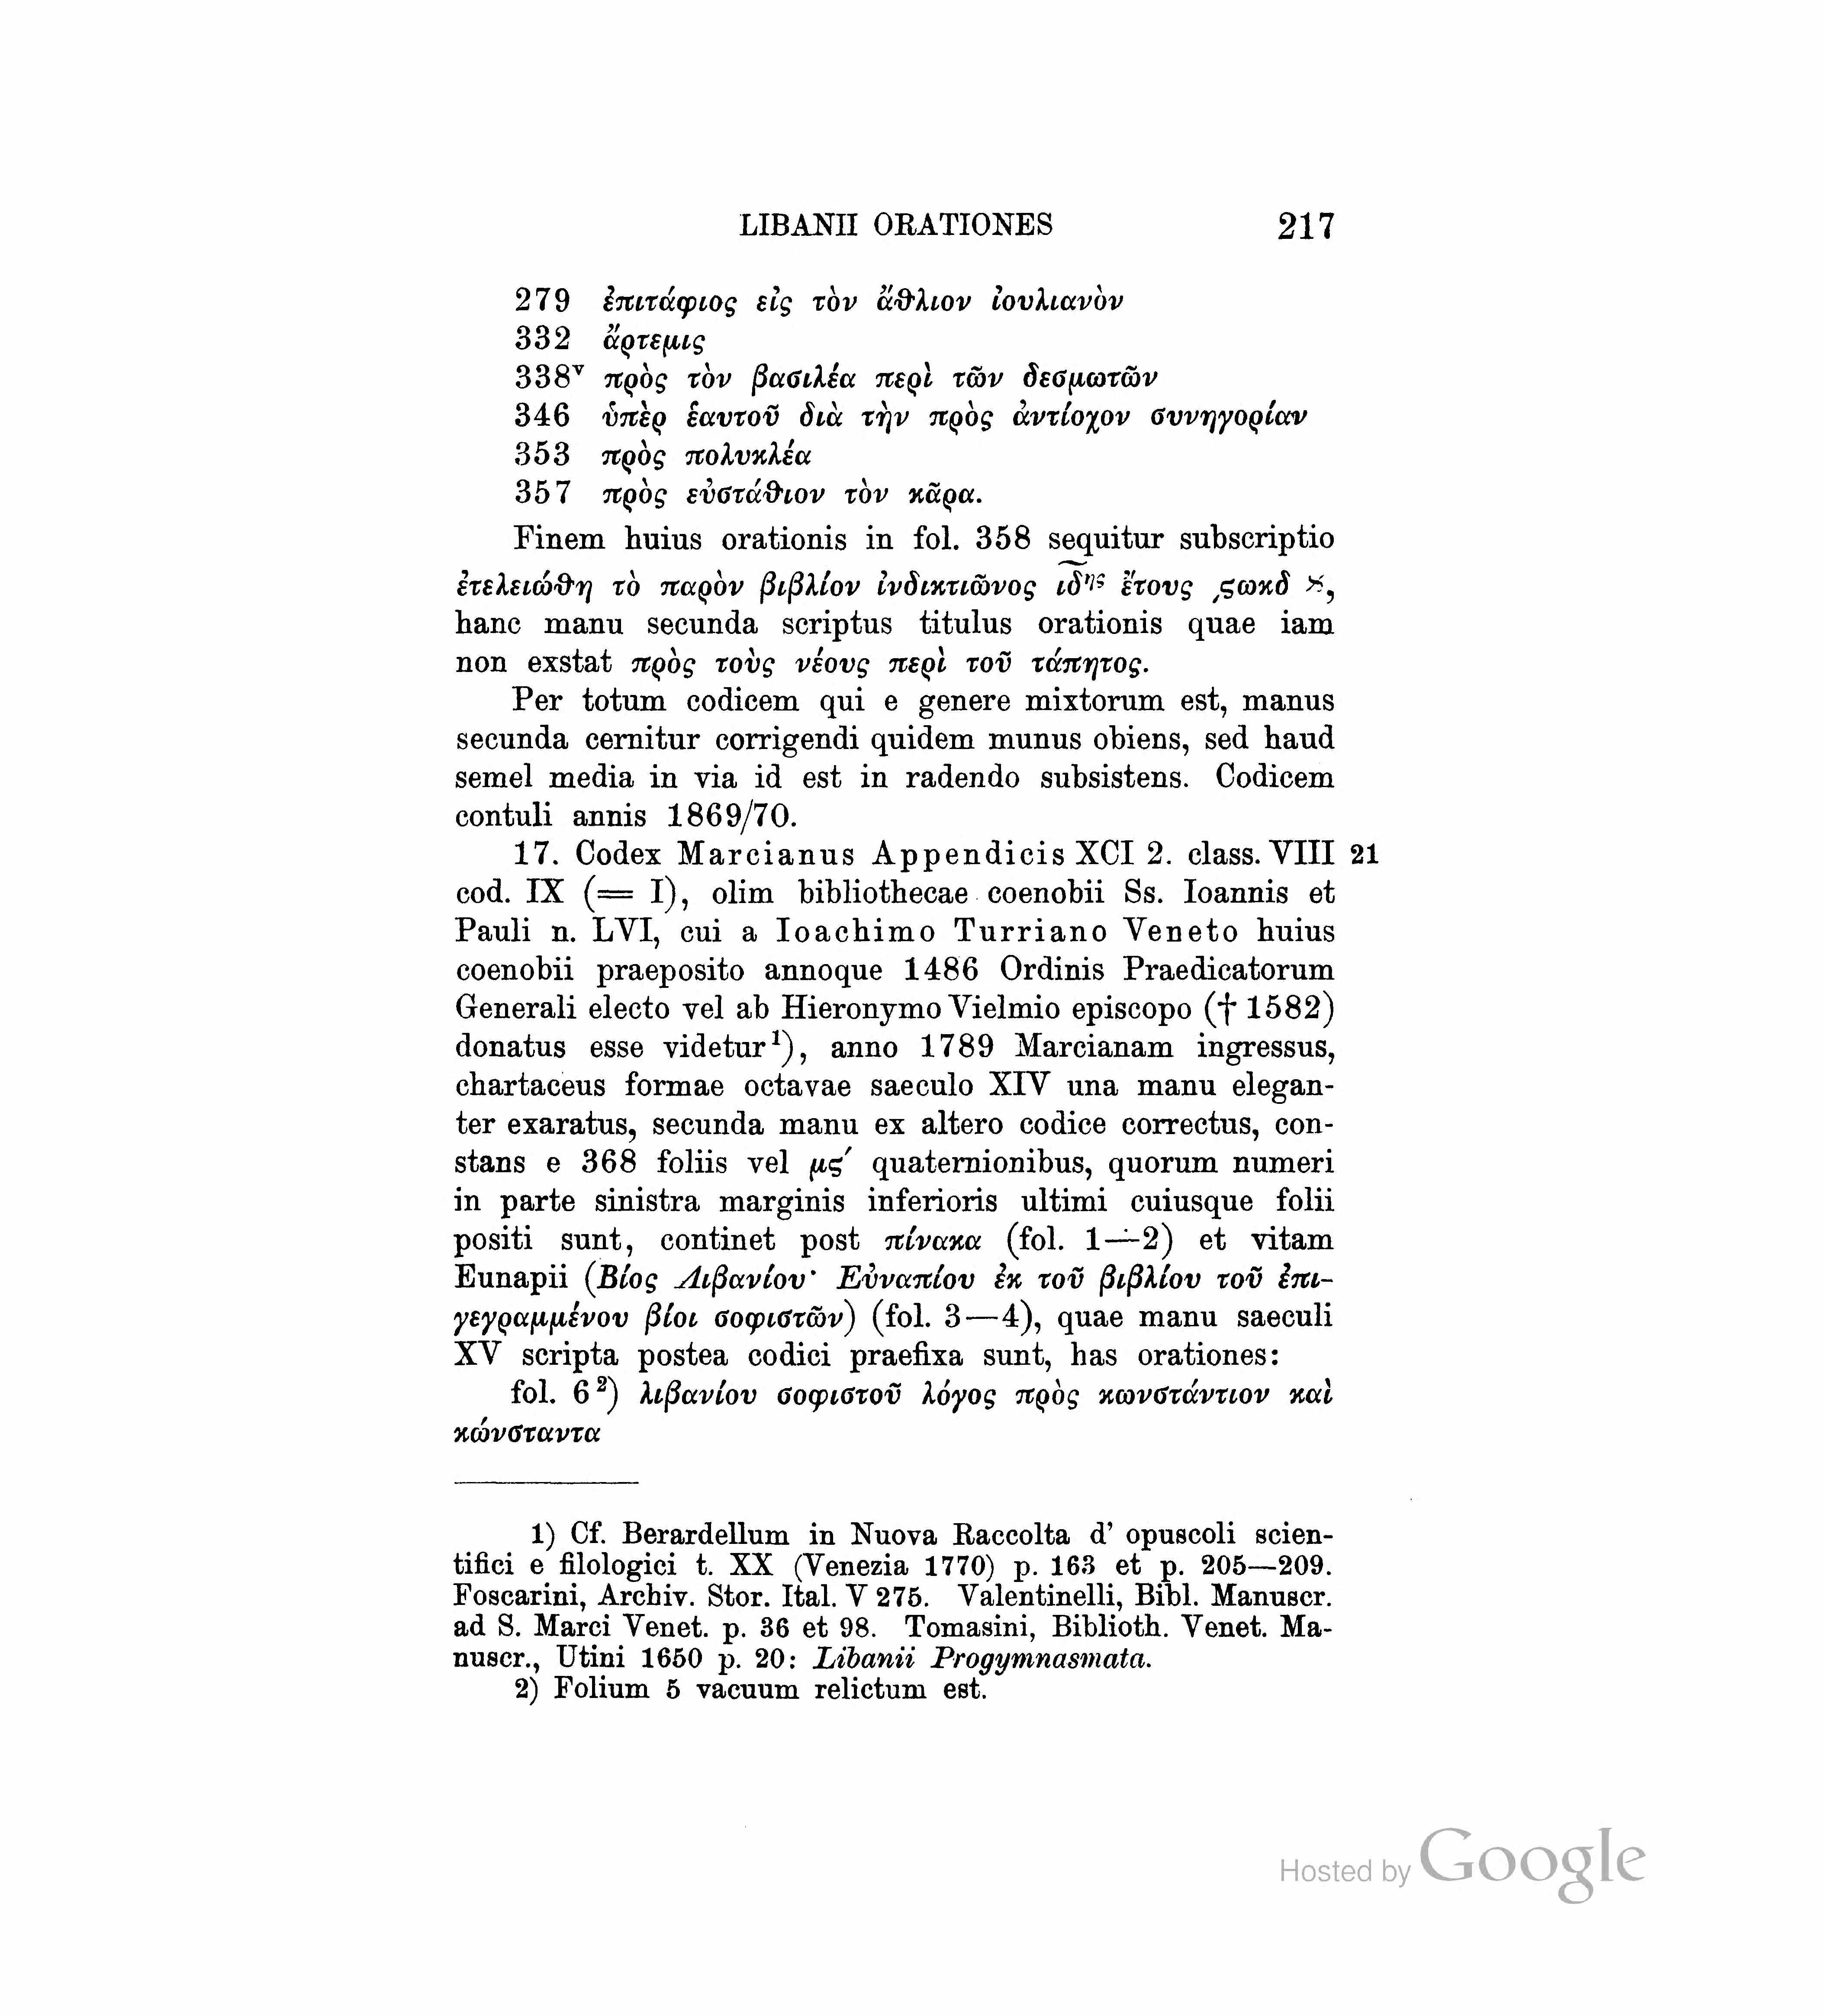 LIBANII ORATIONES 217
279 ἐπιτάφιος εἰς τὸν ἄθλιον ἰουλιανὸν
332 ἄρτεμις
338ᵛ πρὸς τὸν βασιλέα περὶ τῶν δεσμωτῶν
346 ὑπὲρ ἑαυτοῦ διὰ τὴν πρὸς ἀντίοχον συνηγορίαν
353 πρὸς πολυκλέα
357 πρὸς εὐστάθιον τὸν κᾶρα.
Finem huius orationis in fol. 358 sequitur subscriptio
ἐτελειώθη τὸ παρὸν βιβλίον ἰνδικτιῶνος ιδ^ης ἔτους ͵ςωκδ
hanc manu secunda scriptus titulus orationis quae iam
non exstat πρὸς τοὺς νέους περὶ τοῦ τάπητος.
Per totum codicem qui e genere mixtorum est, manus
secunda cernitur corrigendi quidem munus obiens, sed haud
semel media in via id est in radendo subsistens. Codicem
contuli annis 1869/70.
17. Codex Marcianus Appendicis XCI 2. class. VIII 21
cod. IX (= I), olim bibliothecae coenobii Ss. Ioannis et
Pauli n. LVI, cui a Ioachimo Turriano Veneto huius
coenobii praeposito annoque 1486 Ordinis Praedicatorum
Generali electo vel ab Hieronymo Vielmio episcopo († 1582)
donatus esse videtur¹), anno 1789 Marcianam ingressus,
chartaceus formae octavae saeculo XIV una manu elegan-
ter exaratus, secunda manu ex altero codice correctus, con-
stans e 368 foliis vel μς′ quaternionibus, quorum numeri
in parte sinistra marginis inferioris ultimi cuiusque folii
positi sunt, continet post πίνακα (fol. 1—2) et vitam
Eunapii (Βίος Λιβανίου· Εὐναπίου ἐκ τοῦ βιβλίου τοῦ ἐπι-
γεγραμμένου βίοι σοφιστῶν) (fol. 3—4), quae manu saeculi
XV scripta postea codici praefixa sunt, has orationes:
fol. 6²) λιβανίου σοφιστοῦ λόγος πρὸς κωνστάντιον καὶ
κώνσταντα
1) Cf. Berardellum in Nuova Raccolta d' opuscoli scien-
tifici e filologici t. XX (Venezia 1770) p. 163 et p. 205—209.
Foscarini, Archiv. Stor. Ital. V 275. Valentinelli, Bibl. Manuscr.
ad S. Marci Venet. p. 36 et 98. Tomasini, Biblioth. Venet. Ma-
nuscr., Utini 1650 p. 20: Libanii Progymnasmata.
2) Folium 5 vacuum relictum est.
Hosted by Google